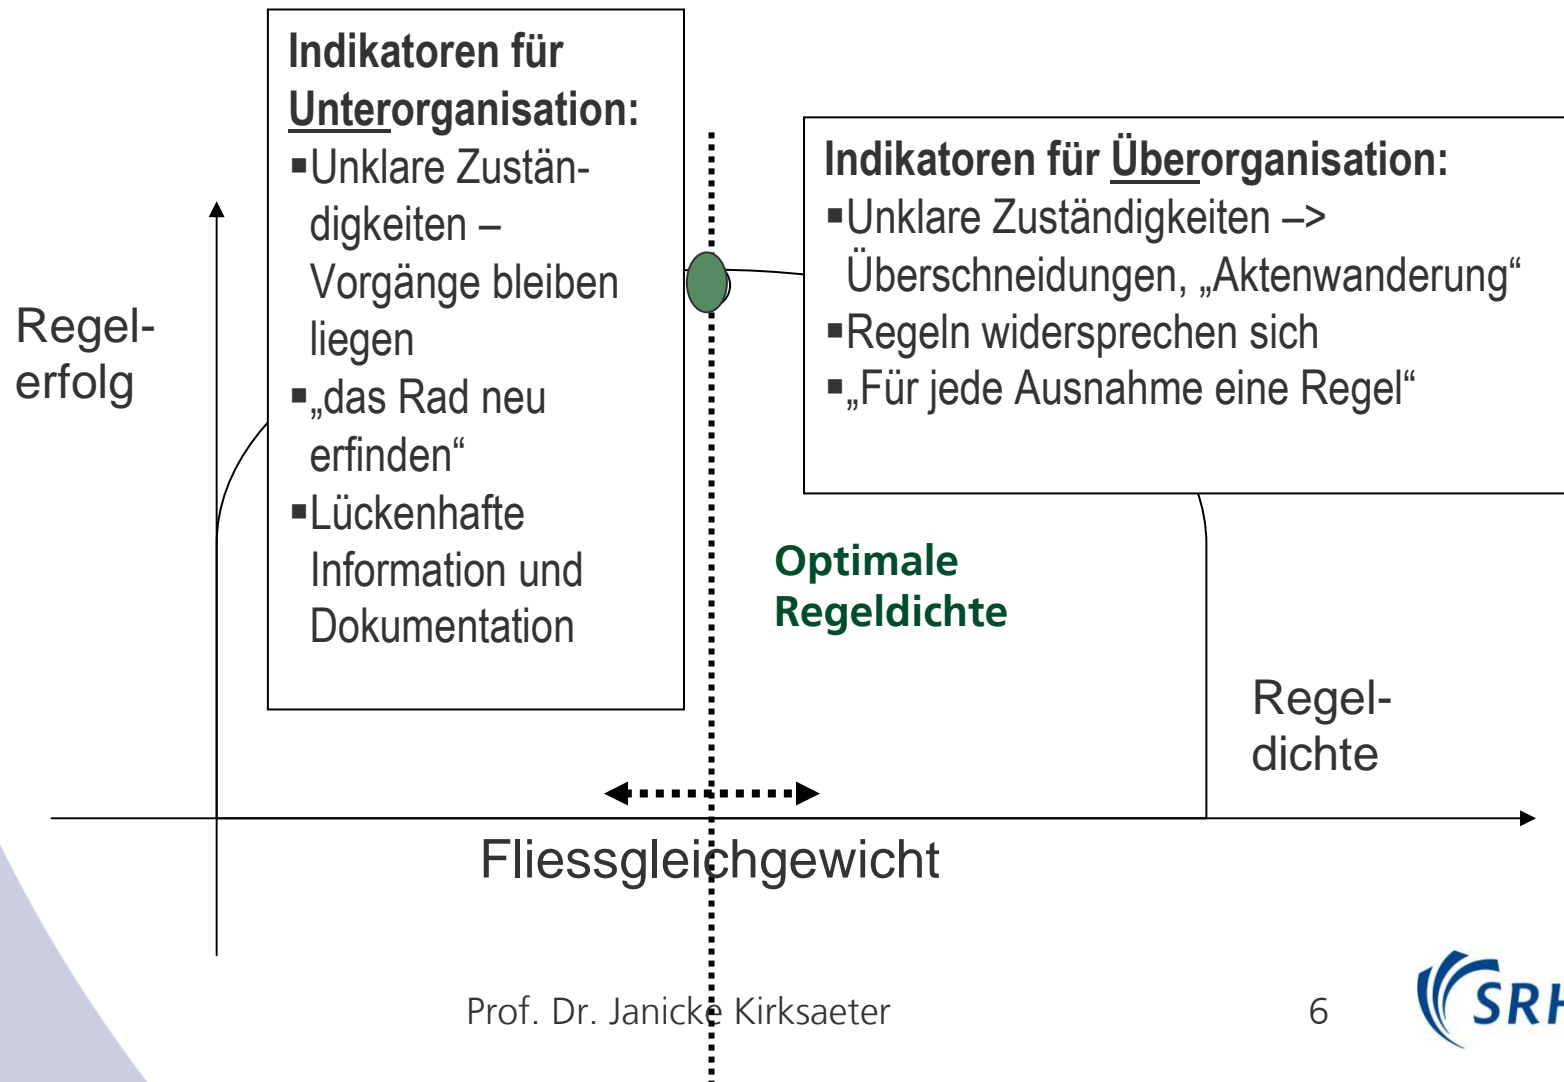 Indikatoren für
Unterorganisation:
▪Unklare Zustän-
digkeiten –
Vorgänge bleiben
liegen
▪„das Rad neu
erfinden“
▪Lückenhafte
Information und
Dokumentation
Indikatoren für Überorganisation:
▪Unklare Zuständigkeiten –>
Überschneidungen, „Aktenwanderung“
▪Regeln widersprechen sich
▪„Für jede Ausnahme eine Regel“
Regel-
erfolg
Optimale
Regeldichte
Regel-
dichte
Fliessgleichgewicht
Prof. Dr. Janicke Kirksaeter
6
SRH